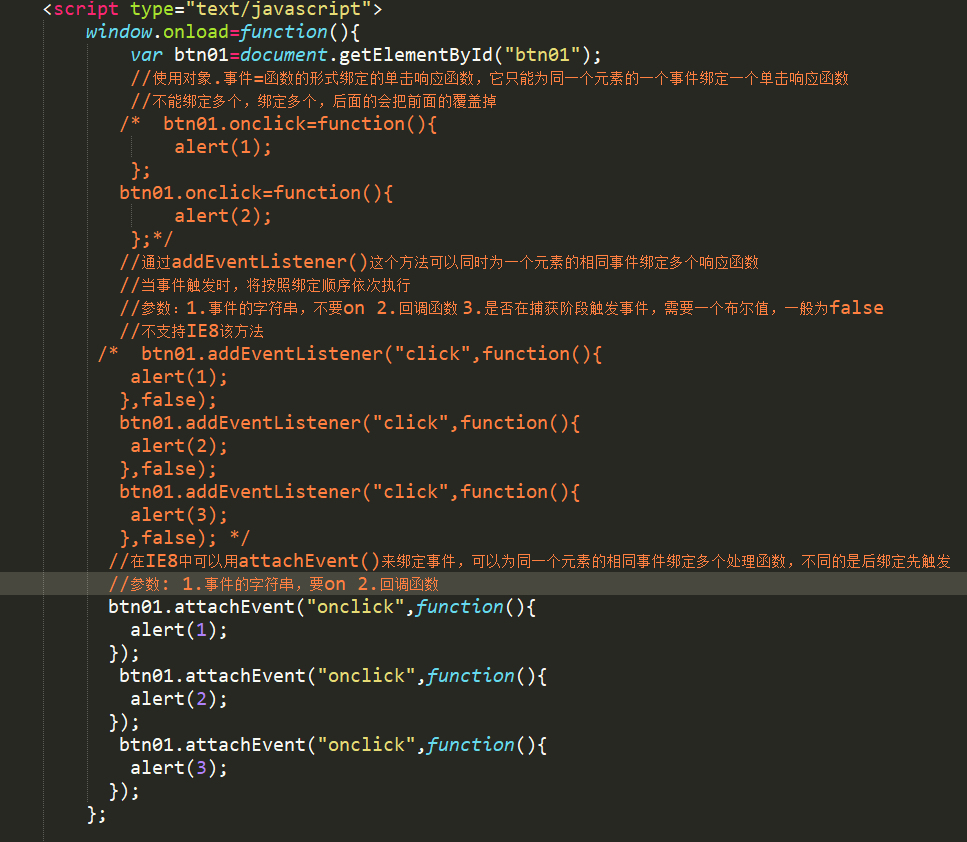 <script type="text/javascript">
window.onload=function(){
var btn01=document.getElementById("btn01");
//使用对象.事件=函数的形式绑定的单击响应函数，它只能为同一个元素的一个事件绑定一个单击响应函数
//不能绑定多个，绑定多个，后面的会把前面的覆盖掉
/*  btn01.onclick=function(){
alert(1);
};
btn01.onclick=function(){
alert(2);
};*/
//通过addEventListener()这个方法可以同时为一个元素的相同事件绑定多个响应函数
//当事件触发时，将按照绑定顺序依次执行
//参数：1.事件的字符串，不要on 2.回调函数 3.是否在捕获阶段触发事件，需要一个布尔值，一般为false
//不支持IE8该方法
/*  btn01.addEventListener("click",function(){
alert(1);
},false);
btn01.addEventListener("click",function(){
alert(2);
},false);
btn01.addEventListener("click",function(){
alert(3);
},false); */
//在IE8中可以用attachEvent()来绑定事件，可以为同一个元素的相同事件绑定多个处理函数，不同的是后绑定先触发
//参数: 1.事件的字符串，要on 2.回调函数
btn01.attachEvent("onclick",function(){
alert(1);
});
btn01.attachEvent("onclick",function(){
alert(2);
});
btn01.attachEvent("onclick",function(){
alert(3);
});
};